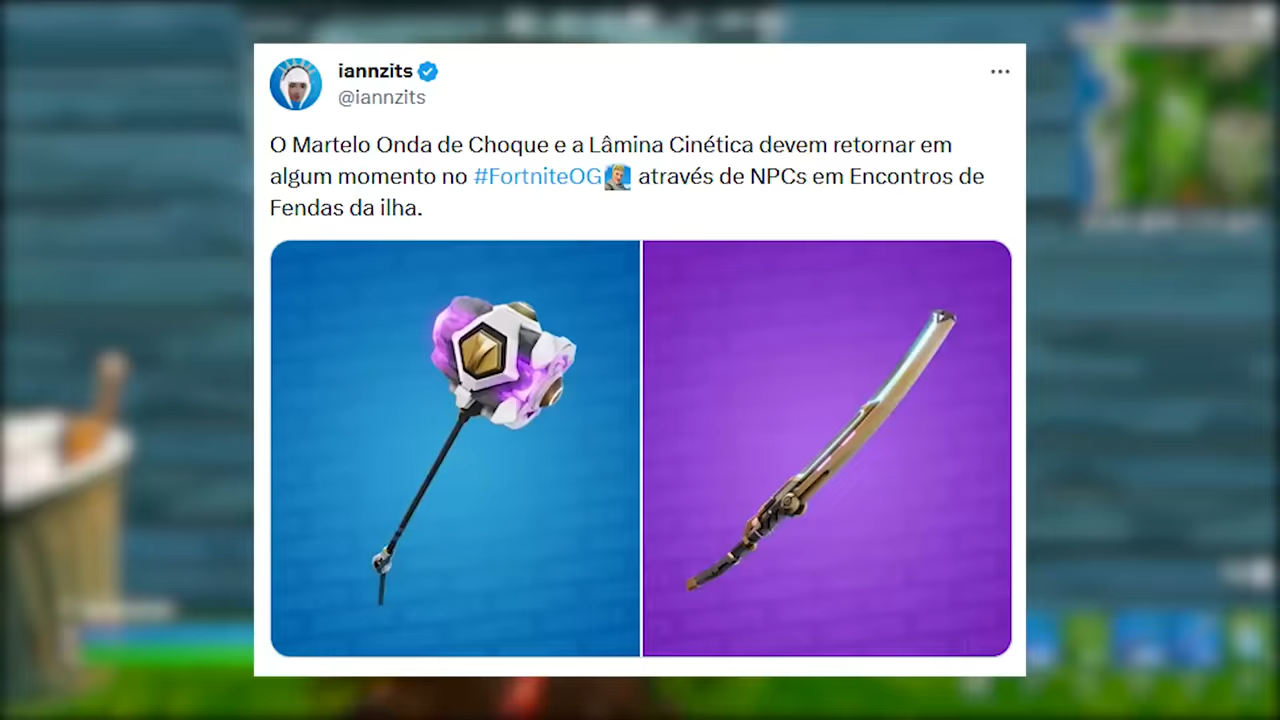 iannzits
@iannzits
O Martelo Onda de Choque e a Lâmina Cinética devem retornar em
algum momento no #FortniteOG através de NPCs em Encontros de
Fendas da ilha.